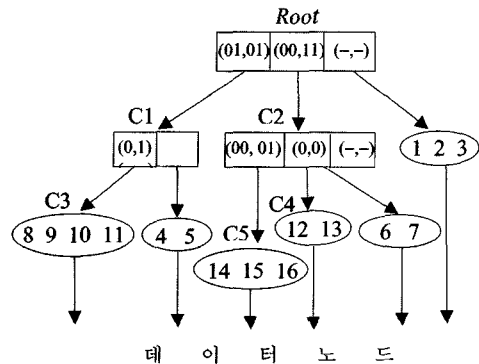 Root
(01,01) (00,11) (−,−)
C1 C2
(0,1) (00, 01) (0,0) (−,−) 1 2 3
C3 C4
8 9 10 11 4 5 C5 12 13 6 7
14 15 16
데 이 터 노 드